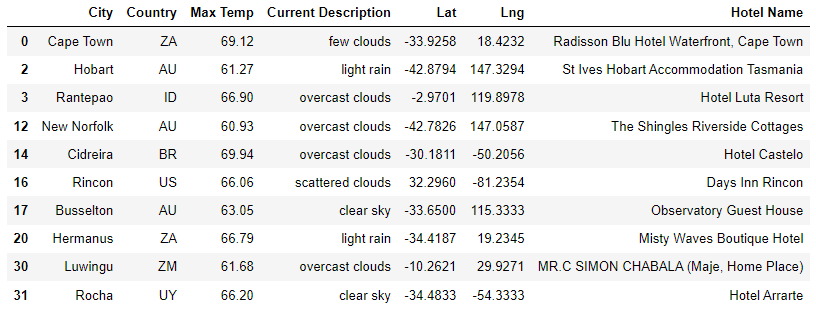 City Country Max Temp Current Description Lat Lng Hotel Name
0 Cape Town ZA 69.12 few clouds -33.9258 18.4232 Radisson Blu Hotel Waterfront, Cape Town
2 Hobart AU 61.27 light rain -42.8794 147.3294 St Ives Hobart Accommodation Tasmania
3 Rantepao ID 66.90 overcast clouds -2.9701 119.8978 Hotel Luta Resort
12 New Norfolk AU 60.93 overcast clouds -42.7826 147.0587 The Shingles Riverside Cottages
14 Cidreira BR 69.94 overcast clouds -30.1811 -50.2056 Hotel Castelo
16 Rincon US 66.06 scattered clouds 32.2960 -81.2354 Days Inn Rincon
17 Busselton AU 63.05 clear sky -33.6500 115.3333 Observatory Guest House
20 Hermanus ZA 66.79 light rain -34.4187 19.2345 Misty Waves Boutique Hotel
30 Luwingu ZM 61.68 overcast clouds -10.2621 29.9271 MR.C SIMON CHABALA (Maje, Home Place)
31 Rocha UY 66.20 clear sky -34.4833 -54.3333 Hotel Arrarte